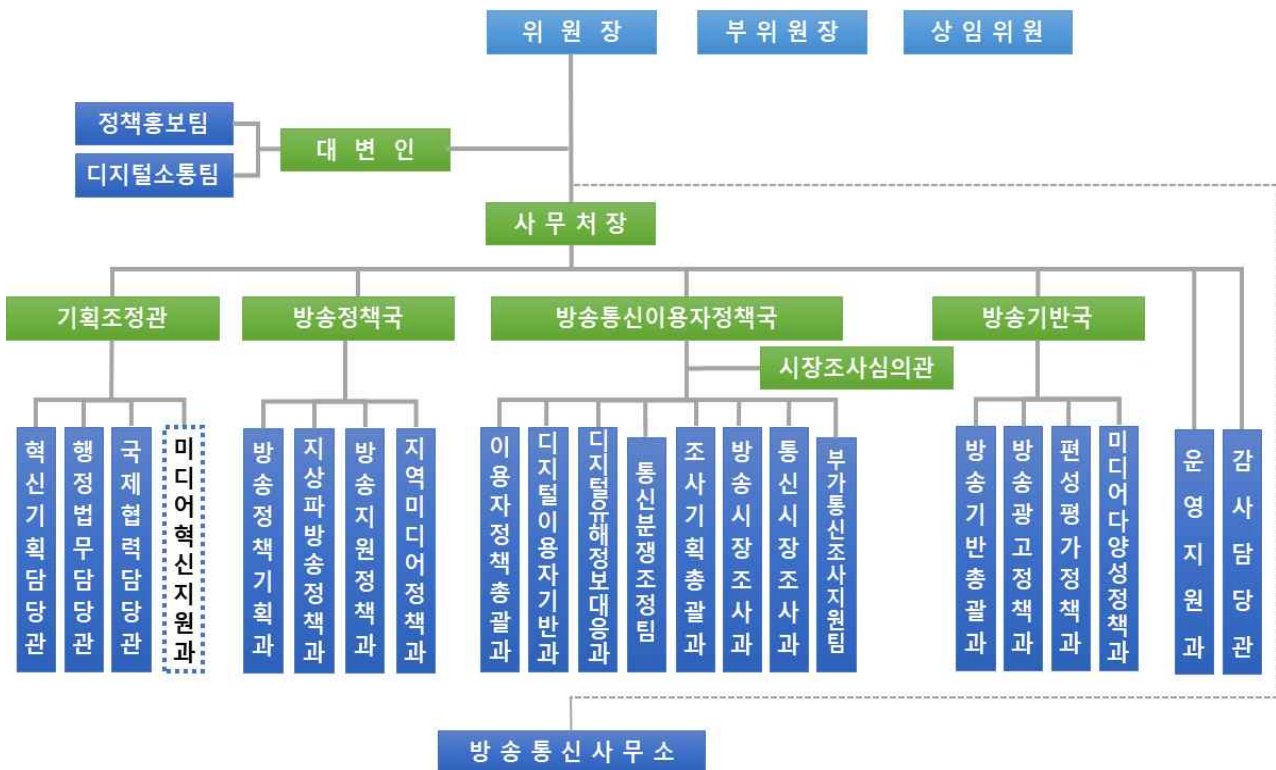 위 원 장
부 위 원 장
상 임 위 원
정책홍보팀
디지털소통팀
대 변 인
사 무 처 장
기획조정관
방송정책국
방송통신이용자정책국
방송기반국
시장조사심의관
혁신기획담당관
행정법무담당관
국제협력담당관
미디어혁신지원과
방송정책기획과
지상파방송정책과
방송지원정책과
지역미디어정책과
이용자정책총괄과
디지털이용자기반과
디지털유해정보대응과
통신분쟁조정팀
조사기획총괄과
방송시장조사과
통신시장조사과
부가통신조사지원팀
방송기반총괄과
방송광고정책과
편성평가정책과
미디어다양성정책과
운영지원과
감사담당관
방 송 통 신 사 무 소